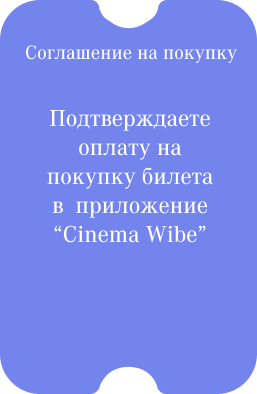 Соглашение на покупку
Подтверждаете
оплату на
покупку билета
в приложение
“Cinema Wibe”